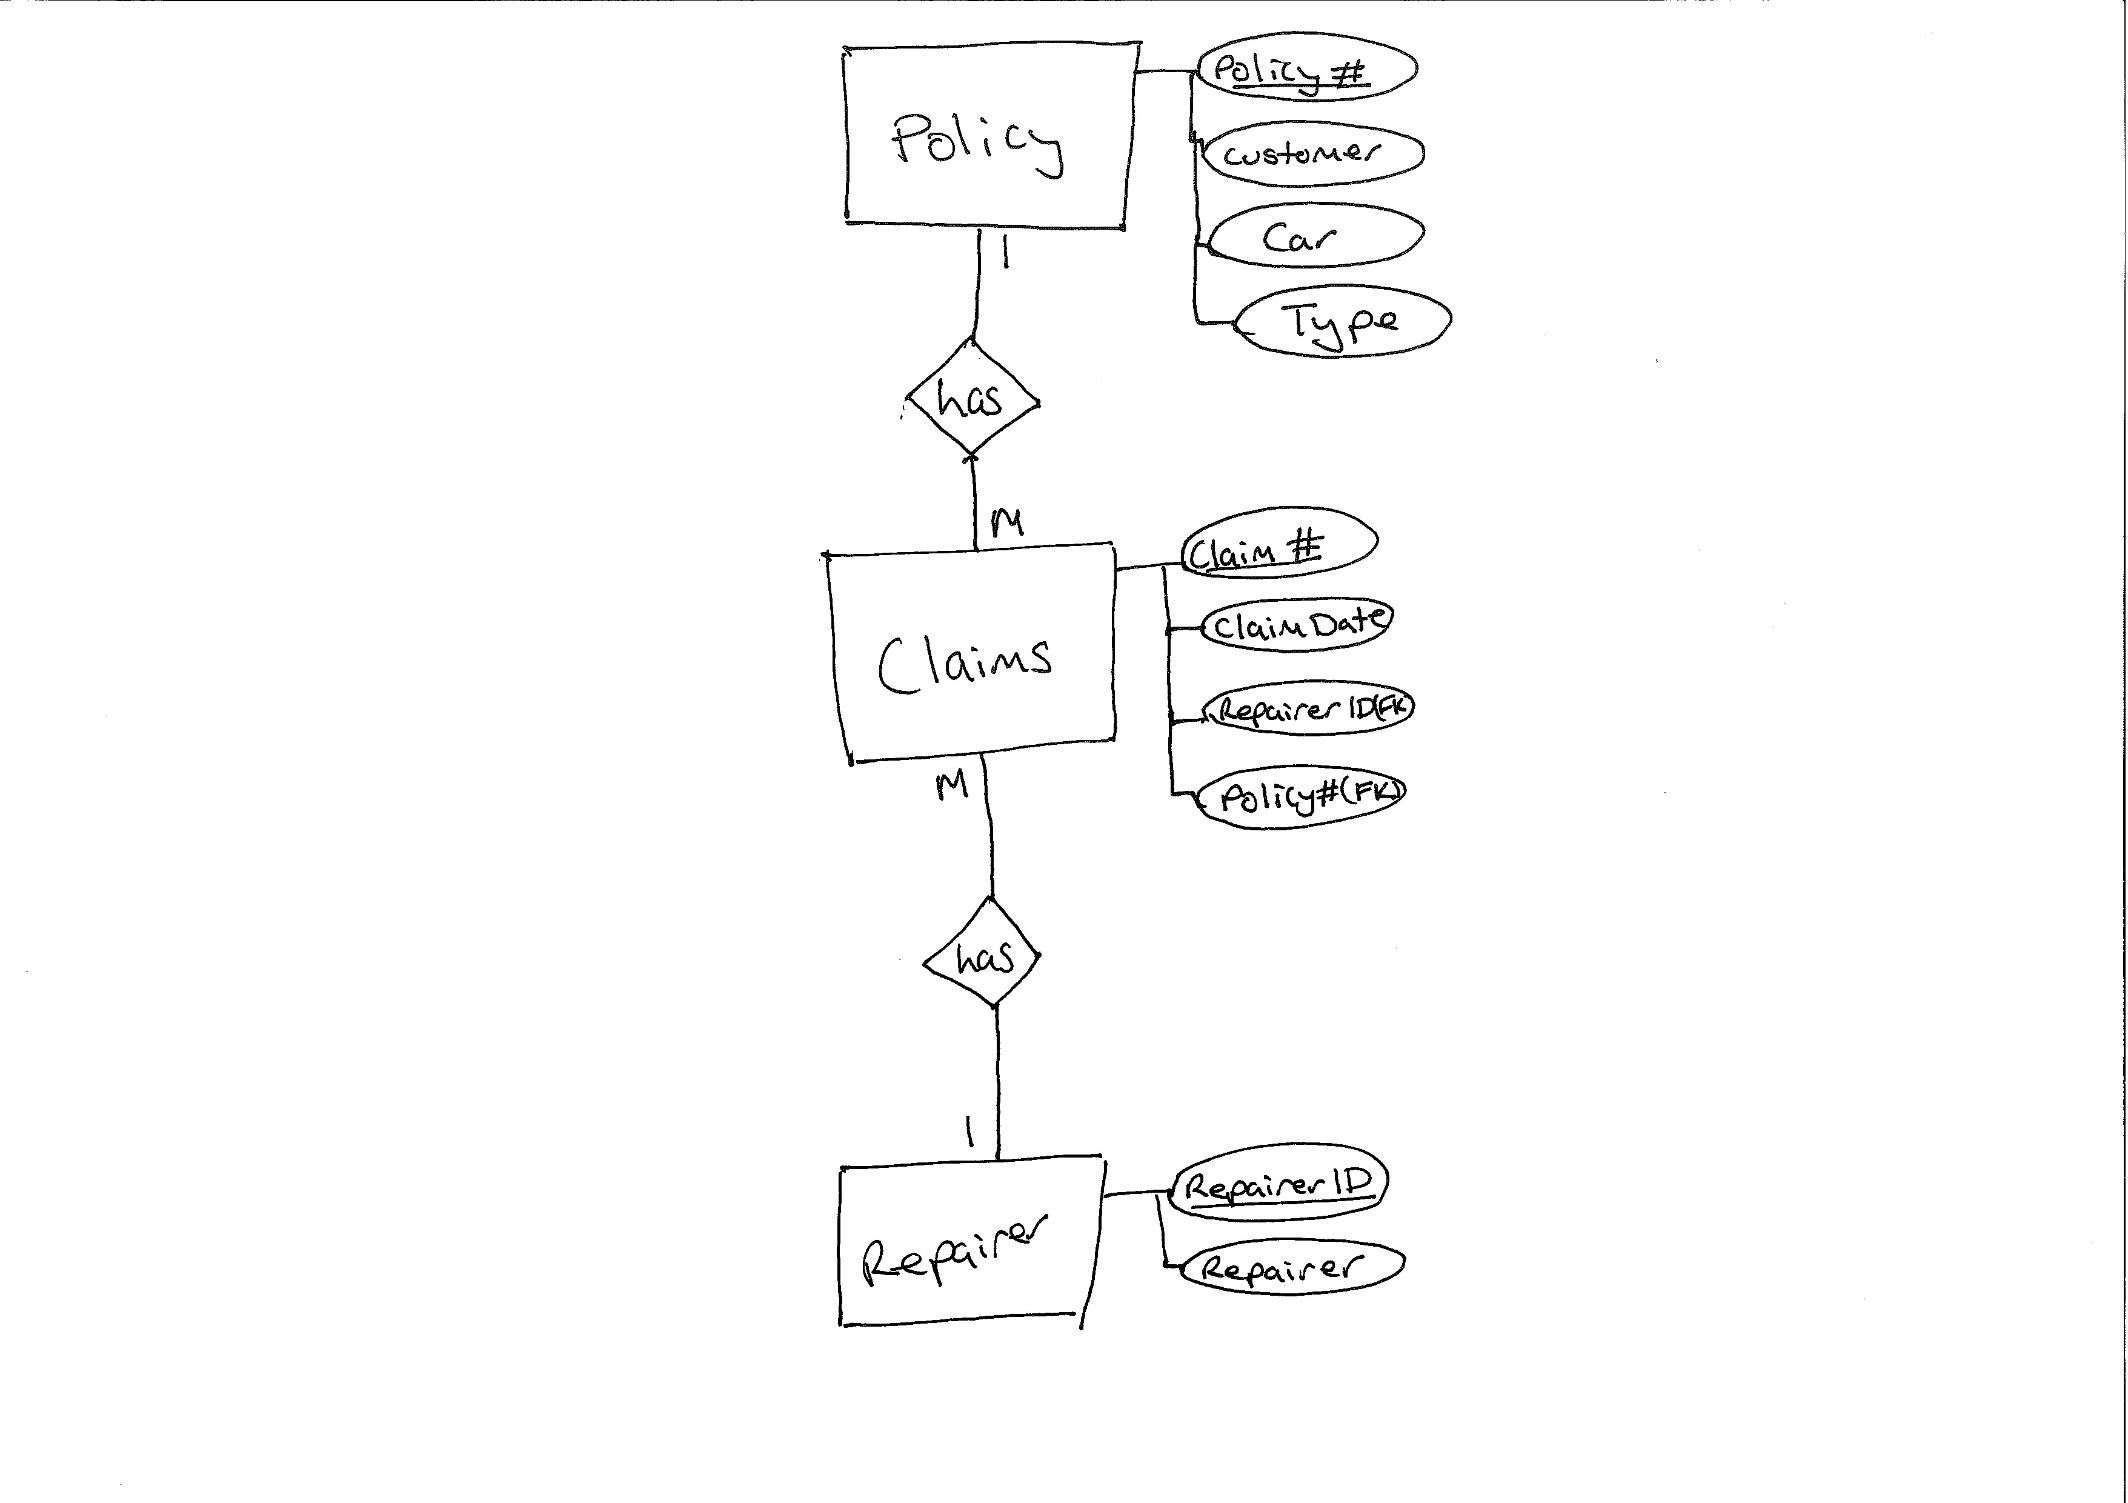 Policy
Policy #
customer
Car
Type
1
has
M
Claims
Claim #
Claim Date
Repairer ID(FK)
Policy#(FK)
M
has
1
Repairer
Repairer ID
Repairer